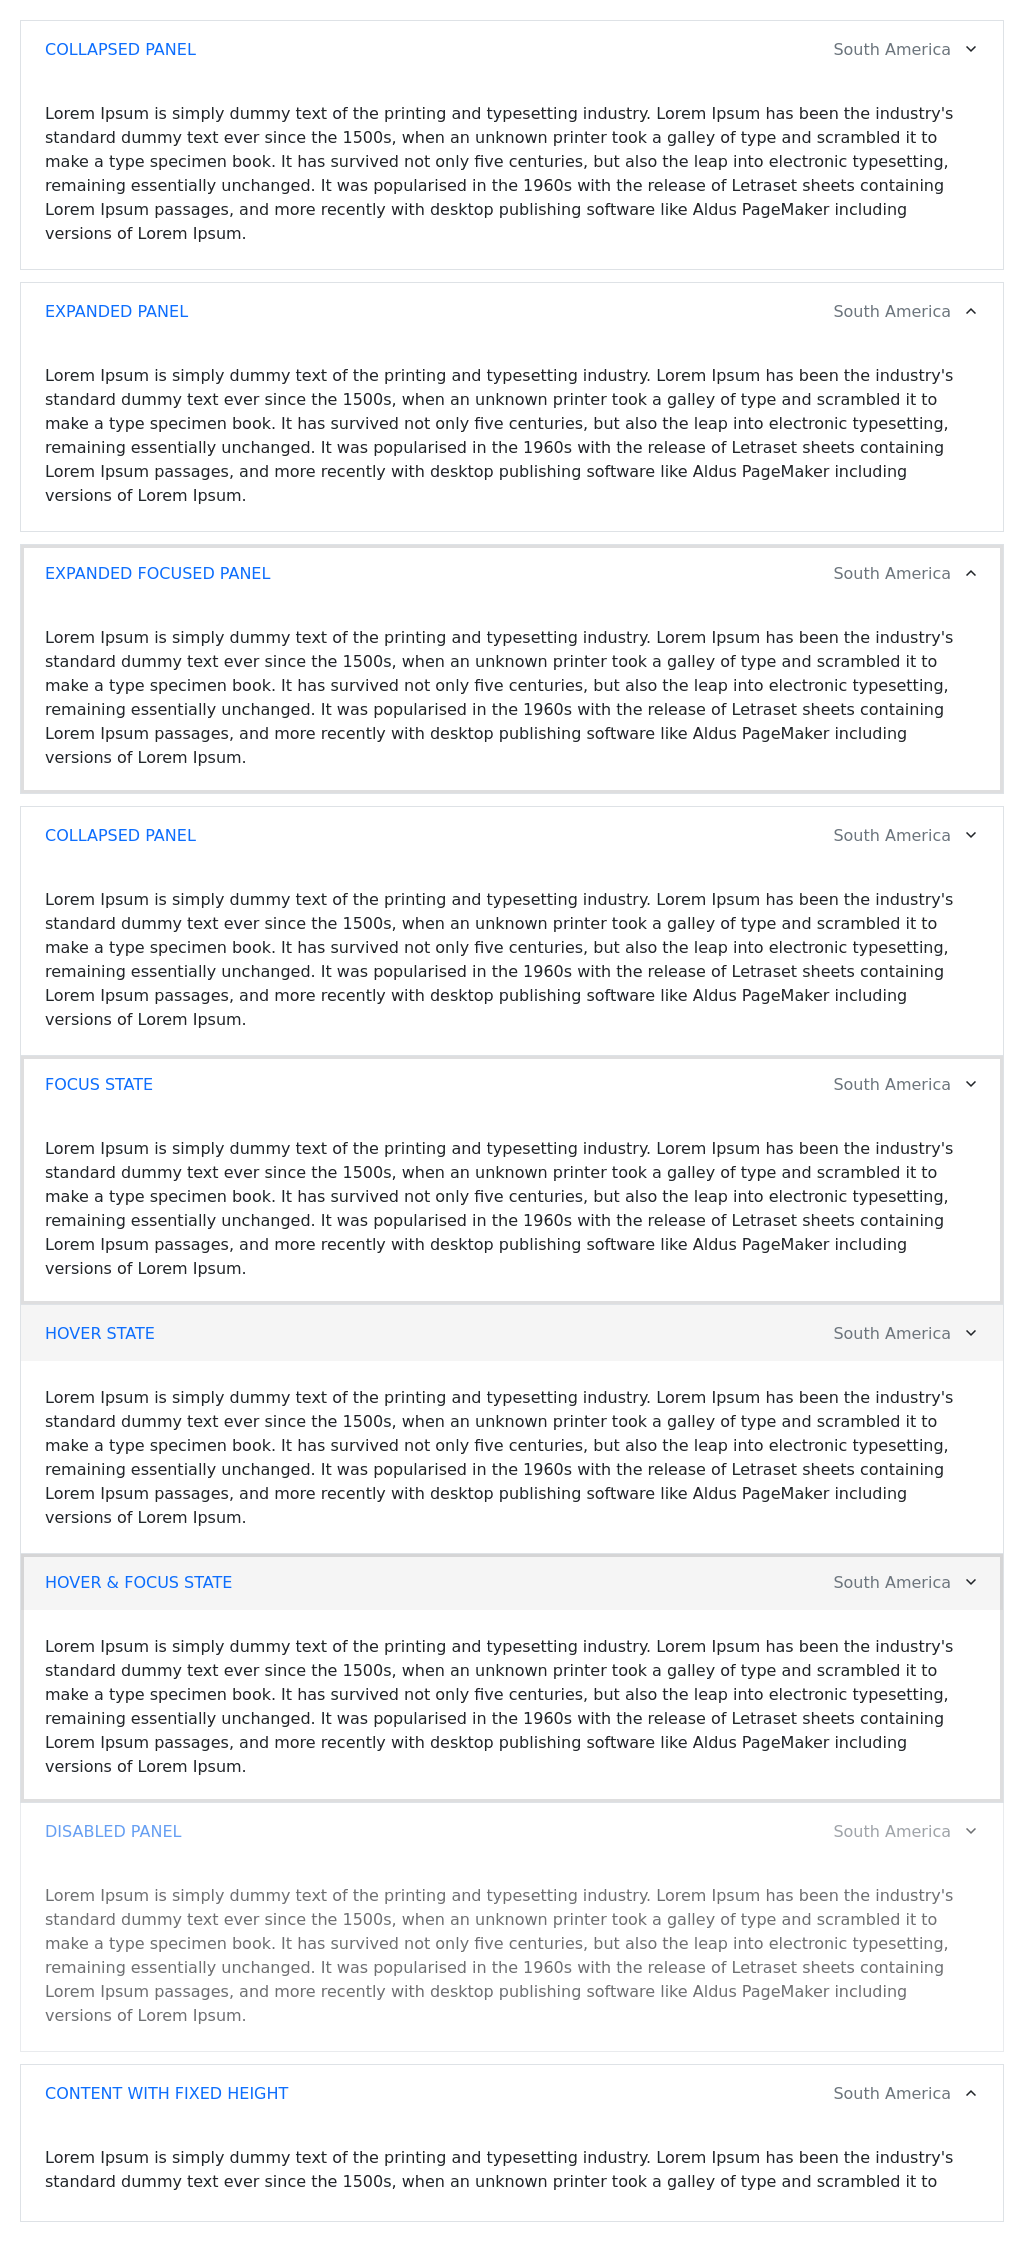 COLLAPSED PANEL South America
Lorem Ipsum is simply dummy text of the printing and typesetting industry. Lorem Ipsum has been the industry's
standard dummy text ever since the 1500s, when an unknown printer took a galley of type and scrambled it to
make a type specimen book. It has survived not only five centuries, but also the leap into electronic typesetting,
remaining essentially unchanged. It was popularised in the 1960s with the release of Letraset sheets containing
Lorem Ipsum passages, and more recently with desktop publishing software like Aldus PageMaker including
versions of Lorem Ipsum.
EXPANDED PANEL South America
Lorem Ipsum is simply dummy text of the printing and typesetting industry. Lorem Ipsum has been the industry's
standard dummy text ever since the 1500s, when an unknown printer took a galley of type and scrambled it to
make a type specimen book. It has survived not only five centuries, but also the leap into electronic typesetting,
remaining essentially unchanged. It was popularised in the 1960s with the release of Letraset sheets containing
Lorem Ipsum passages, and more recently with desktop publishing software like Aldus PageMaker including
versions of Lorem Ipsum.
EXPANDED FOCUSED PANEL South America
Lorem Ipsum is simply dummy text of the printing and typesetting industry. Lorem Ipsum has been the industry's
standard dummy text ever since the 1500s, when an unknown printer took a galley of type and scrambled it to
make a type specimen book. It has survived not only five centuries, but also the leap into electronic typesetting,
remaining essentially unchanged. It was popularised in the 1960s with the release of Letraset sheets containing
Lorem Ipsum passages, and more recently with desktop publishing software like Aldus PageMaker including
versions of Lorem Ipsum.
COLLAPSED PANEL South America
Lorem Ipsum is simply dummy text of the printing and typesetting industry. Lorem Ipsum has been the industry's
standard dummy text ever since the 1500s, when an unknown printer took a galley of type and scrambled it to
make a type specimen book. It has survived not only five centuries, but also the leap into electronic typesetting,
remaining essentially unchanged. It was popularised in the 1960s with the release of Letraset sheets containing
Lorem Ipsum passages, and more recently with desktop publishing software like Aldus PageMaker including
versions of Lorem Ipsum.
FOCUS STATE South America
Lorem Ipsum is simply dummy text of the printing and typesetting industry. Lorem Ipsum has been the industry's
standard dummy text ever since the 1500s, when an unknown printer took a galley of type and scrambled it to
make a type specimen book. It has survived not only five centuries, but also the leap into electronic typesetting,
remaining essentially unchanged. It was popularised in the 1960s with the release of Letraset sheets containing
Lorem Ipsum passages, and more recently with desktop publishing software like Aldus PageMaker including
versions of Lorem Ipsum.
HOVER STATE South America
Lorem Ipsum is simply dummy text of the printing and typesetting industry. Lorem Ipsum has been the industry's
standard dummy text ever since the 1500s, when an unknown printer took a galley of type and scrambled it to
make a type specimen book. It has survived not only five centuries, but also the leap into electronic typesetting,
remaining essentially unchanged. It was popularised in the 1960s with the release of Letraset sheets containing
Lorem Ipsum passages, and more recently with desktop publishing software like Aldus PageMaker including
versions of Lorem Ipsum.
HOVER & FOCUS STATE South America
Lorem Ipsum is simply dummy text of the printing and typesetting industry. Lorem Ipsum has been the industry's
standard dummy text ever since the 1500s, when an unknown printer took a galley of type and scrambled it to
make a type specimen book. It has survived not only five centuries, but also the leap into electronic typesetting,
remaining essentially unchanged. It was popularised in the 1960s with the release of Letraset sheets containing
Lorem Ipsum passages, and more recently with desktop publishing software like Aldus PageMaker including
versions of Lorem Ipsum.
DISABLED PANEL South America
Lorem Ipsum is simply dummy text of the printing and typesetting industry. Lorem Ipsum has been the industry's
standard dummy text ever since the 1500s, when an unknown printer took a galley of type and scrambled it to
make a type specimen book. It has survived not only five centuries, but also the leap into electronic typesetting,
remaining essentially unchanged. It was popularised in the 1960s with the release of Letraset sheets containing
Lorem Ipsum passages, and more recently with desktop publishing software like Aldus PageMaker including
versions of Lorem Ipsum.
CONTENT WITH FIXED HEIGHT South America
Lorem Ipsum is simply dummy text of the printing and typesetting industry. Lorem Ipsum has been the industry's
standard dummy text ever since the 1500s, when an unknown printer took a galley of type and scrambled it to